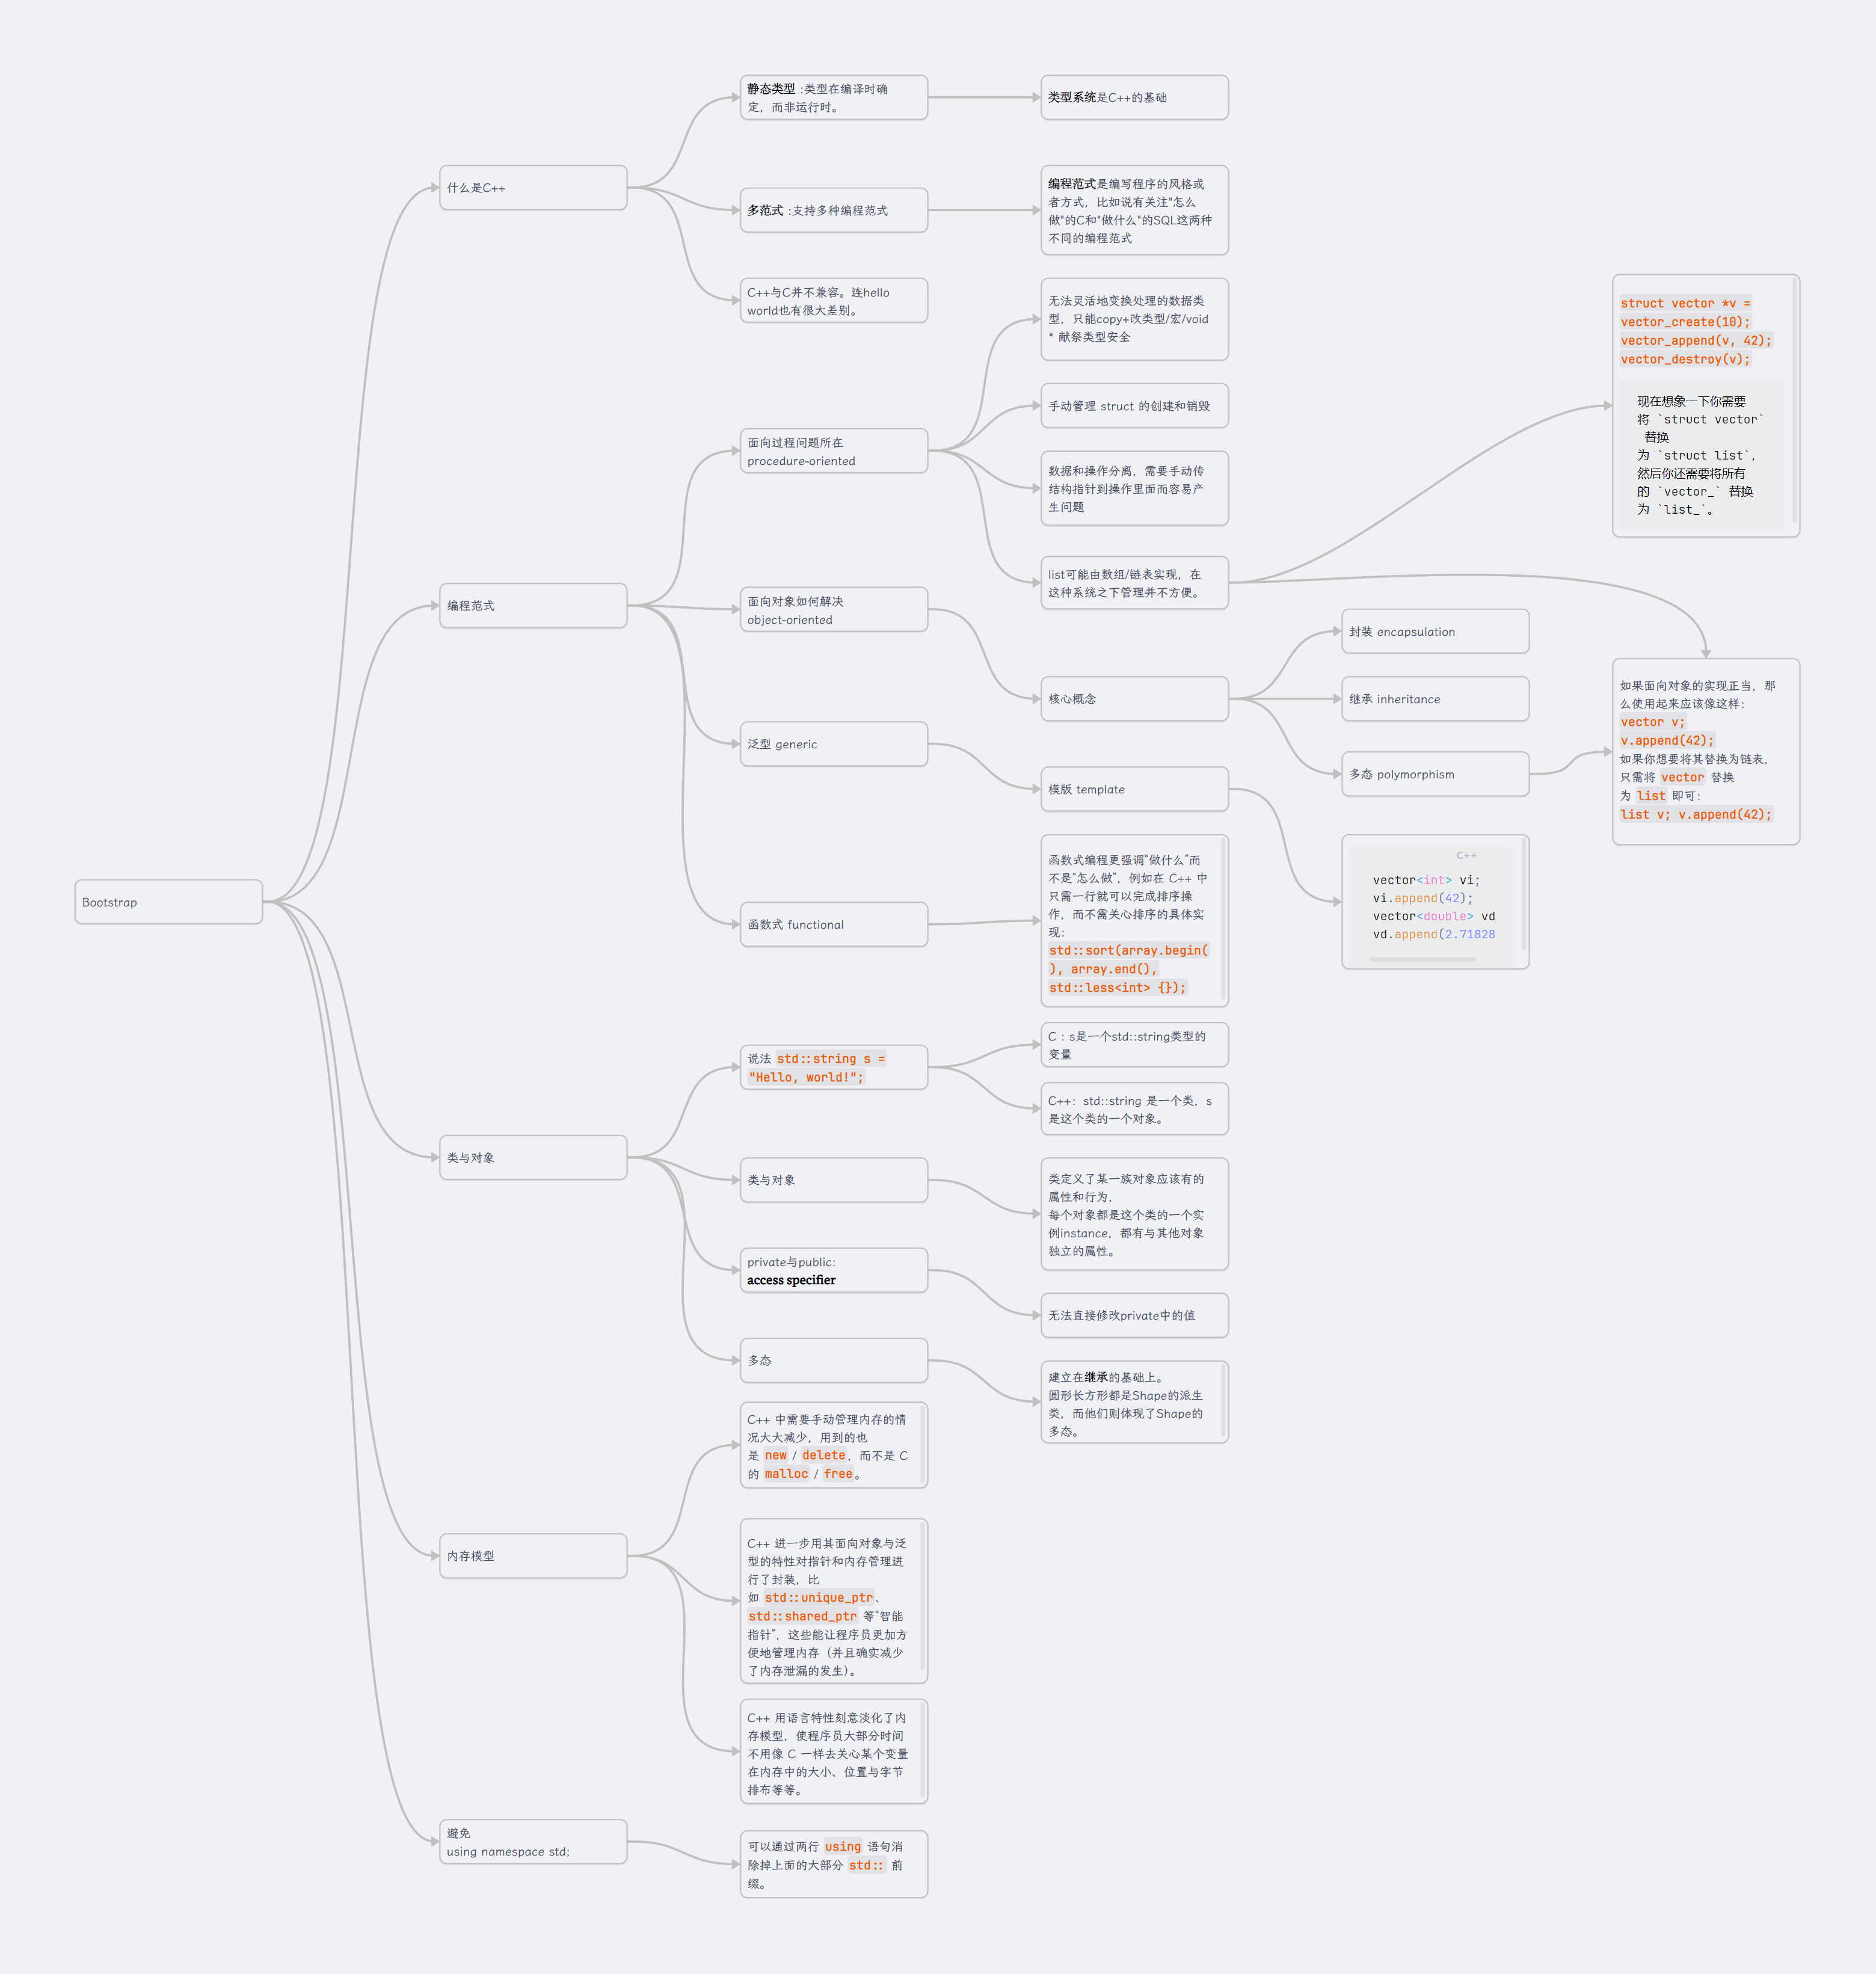 Bootstrap
什么是C++
静态类型 :类型在编译时确
定，而非运行时。
类型系统是C++的基础
多范式 :支持多种编程范式
编程范式是编写程序的风格或
者方式，比如说有关注"怎么
做"的C和"做什么"的SQL这两种
不同的编程范式
C++与C并不兼容。连hello
world也有很大差别。
编程范式
面向过程问题所在
procedure-oriented
无法灵活地变换处理的数据类
型，只能copy+改类型/宏/void
* 献祭类型安全
手动管理 struct 的创建和销毁
数据和操作分离，需要手动传
结构指针到操作里面而容易产
生问题
list可能由数组/链表实现，在
这种系统之下管理并不方便。
struct vector *v =
vector_create(10);
vector_append(v, 42);
vector_destroy(v);
现在想象一下你需要
将 `struct vector`
替换
为 `struct list`，
然后你还需要将所有
的 `vector_` 替换
为 `list_`。
面向对象如何解决
object-oriented
核心概念
封装 encapsulation
继承 inheritance
多态 polymorphism
如果面向对象的实现正当，那
么使用起来应该像这样：
vector v;
v.append(42);
如果你想要将其替换为链表，
只需将 vector 替换
为 list 即可：
list v; v.append(42);
泛型 generic
模版 template
C++
vector<int> vi;
vi.append(42);
vector<double> vd
vd.append(2.71828
函数式 functional
函数式编程更强调“做什么”而
不是“怎么做”，例如在 C++ 中
只需一行就可以完成排序操
作，而不需关心排序的具体实
现：
std::sort(array.begin(
), array.end(),
std::less<int> {});
类与对象
说法 std::string s =
"Hello, world!";
C : s是一个std::string类型的
变量
C++：std::string 是一个类，s
是这个类的一个对象。
类与对象
类定义了某一族对象应该有的
属性和行为，
每个对象都是这个类的一个实
例instance，都有与其他对象
独立的属性。
private与public:
access specifier
无法直接修改private中的值
多态
建立在继承的基础上。
圆形长方形都是Shape的派生
类，而他们则体现了Shape的
多态。
内存模型
C++ 中需要手动管理内存的情
况大大减少，用到的也
是 new / delete，而不是 C
的 malloc / free。
C++ 进一步用其面向对象与泛
型的特性对指针和内存管理进
行了封装，比
如 std::unique_ptr、
std::shared_ptr 等“智能
指针”，这些能让程序员更加方
便地管理内存（并且确实减少
了内存泄漏的发生）。
C++ 用语言特性刻意淡化了内
存模型，使程序员大部分时间
不用像 C 一样去关心某个变量
在内存中的大小、位置与字节
排布等等。
避免
using namespace std;
可以通过两行 using 语句消
除掉上面的大部分 std:: 前
缀。